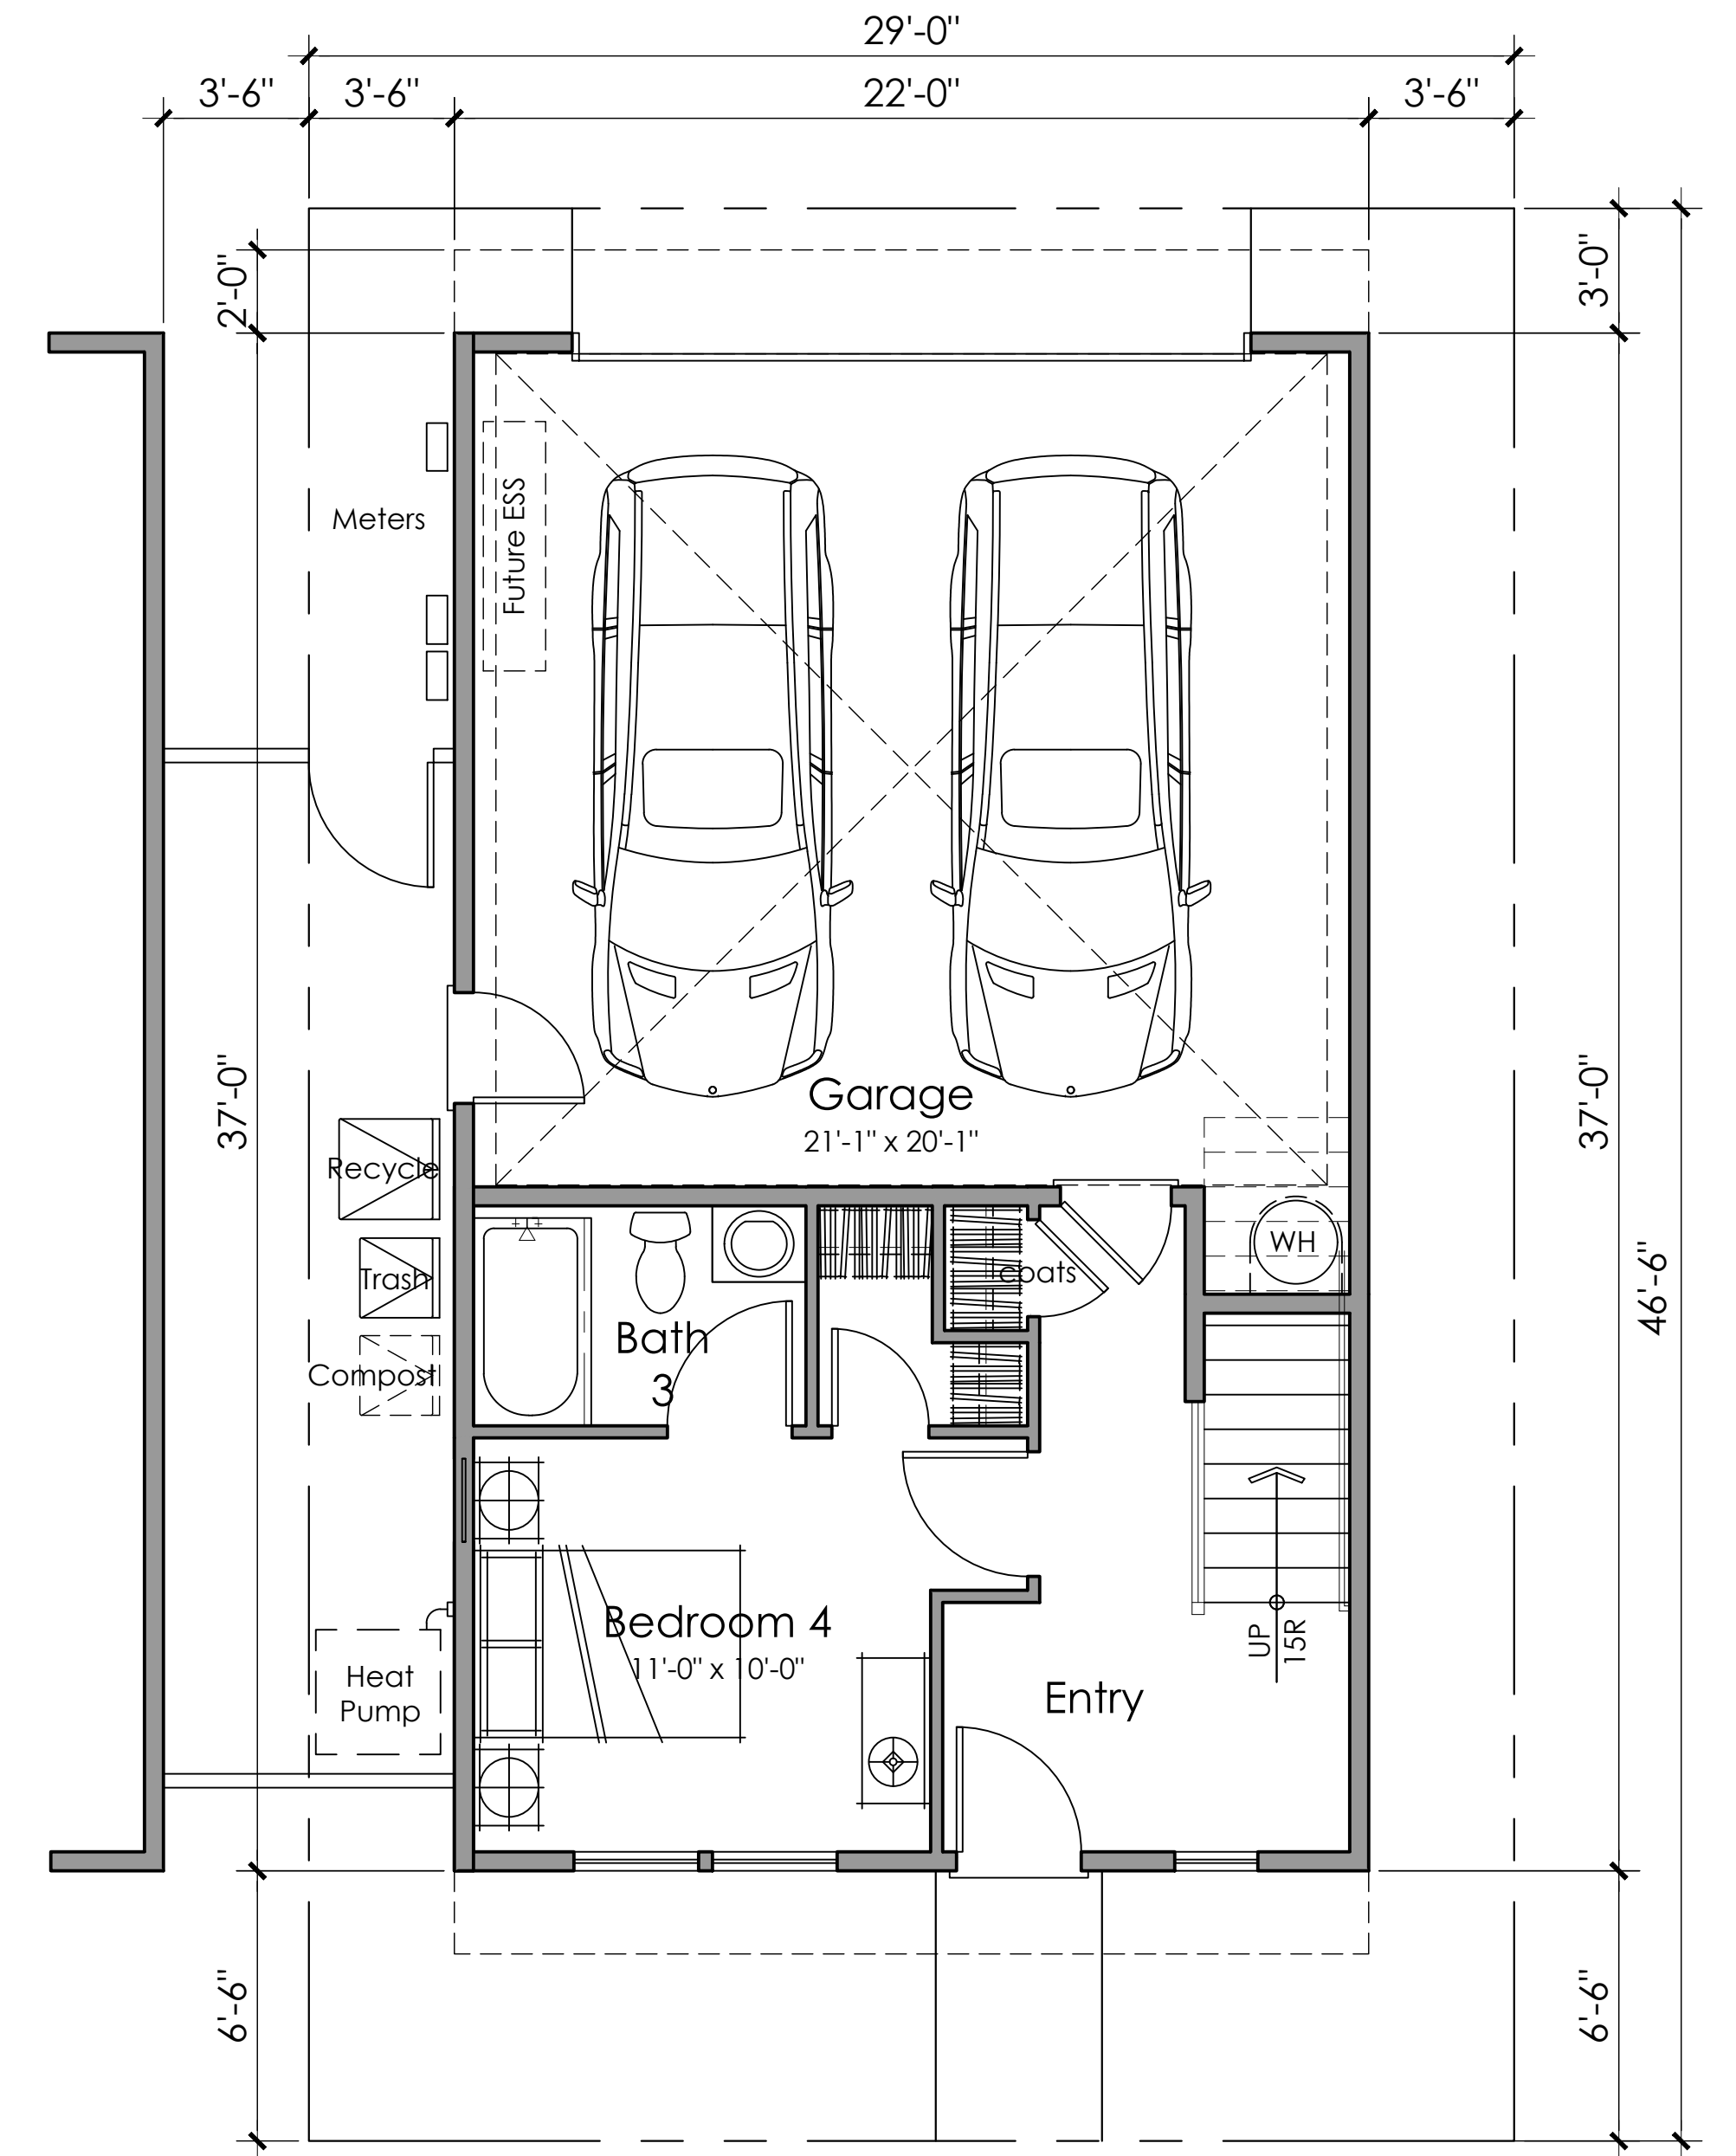 29'-0"
3'-6"
3'-6"
22'-0"
3'-6"
2'-0"
3'-0"
Meters
Future ESS
37'-0"
37'-0"
46'-6"
Garage
21'-1" x 20'-1"
Recycle
Trash
Compost
WH
coats
Bath
3
Bedroom 4
11'-0" x 10'-0"
UP
15R
Heat
Pump
Entry
6'-6"
6'-6"